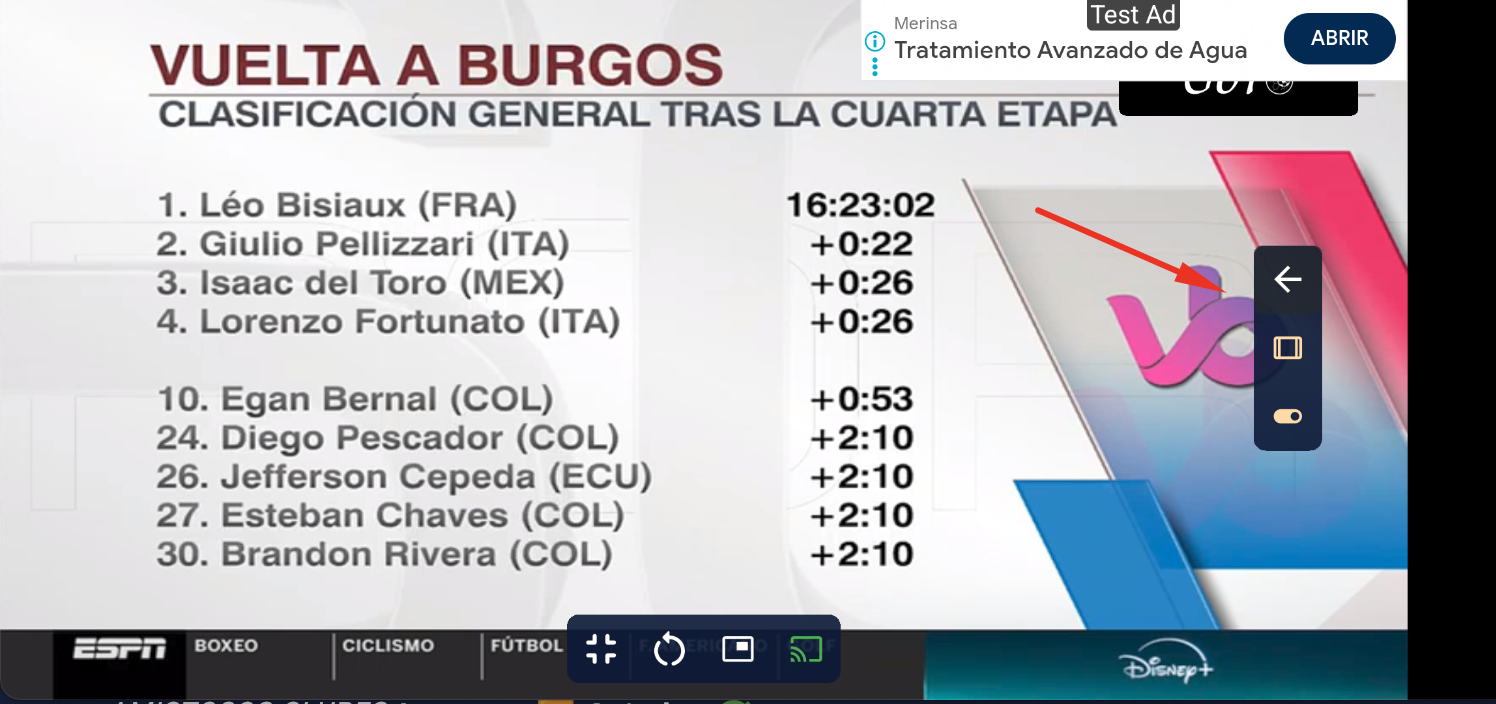 Test Ad
Merinsa
Tratamiento Avanzado de Agua
ABRIR
VUELTA A BURGOS
CLASIFICACIÓN GENERAL TRAS LA CUARTA ETAPA
1. Léo Bisiaux (FRA) 16:23:02
2. Giulio Pellizzari (ITA) +0:22
3. Isaac del Toro (MEX) +0:26
4. Lorenzo Fortunato (ITA) +0:26
10. Egan Bernal (COL) +0:53
24. Diego Pescador (COL) +2:10
26. Jefferson Cepeda (ECU) +2:10
27. Esteban Chaves (COL) +2:10
30. Brandon Rivera (COL) +2:10
vb
ESPN BOXEO CICLISMO FÚTBOL Disney+